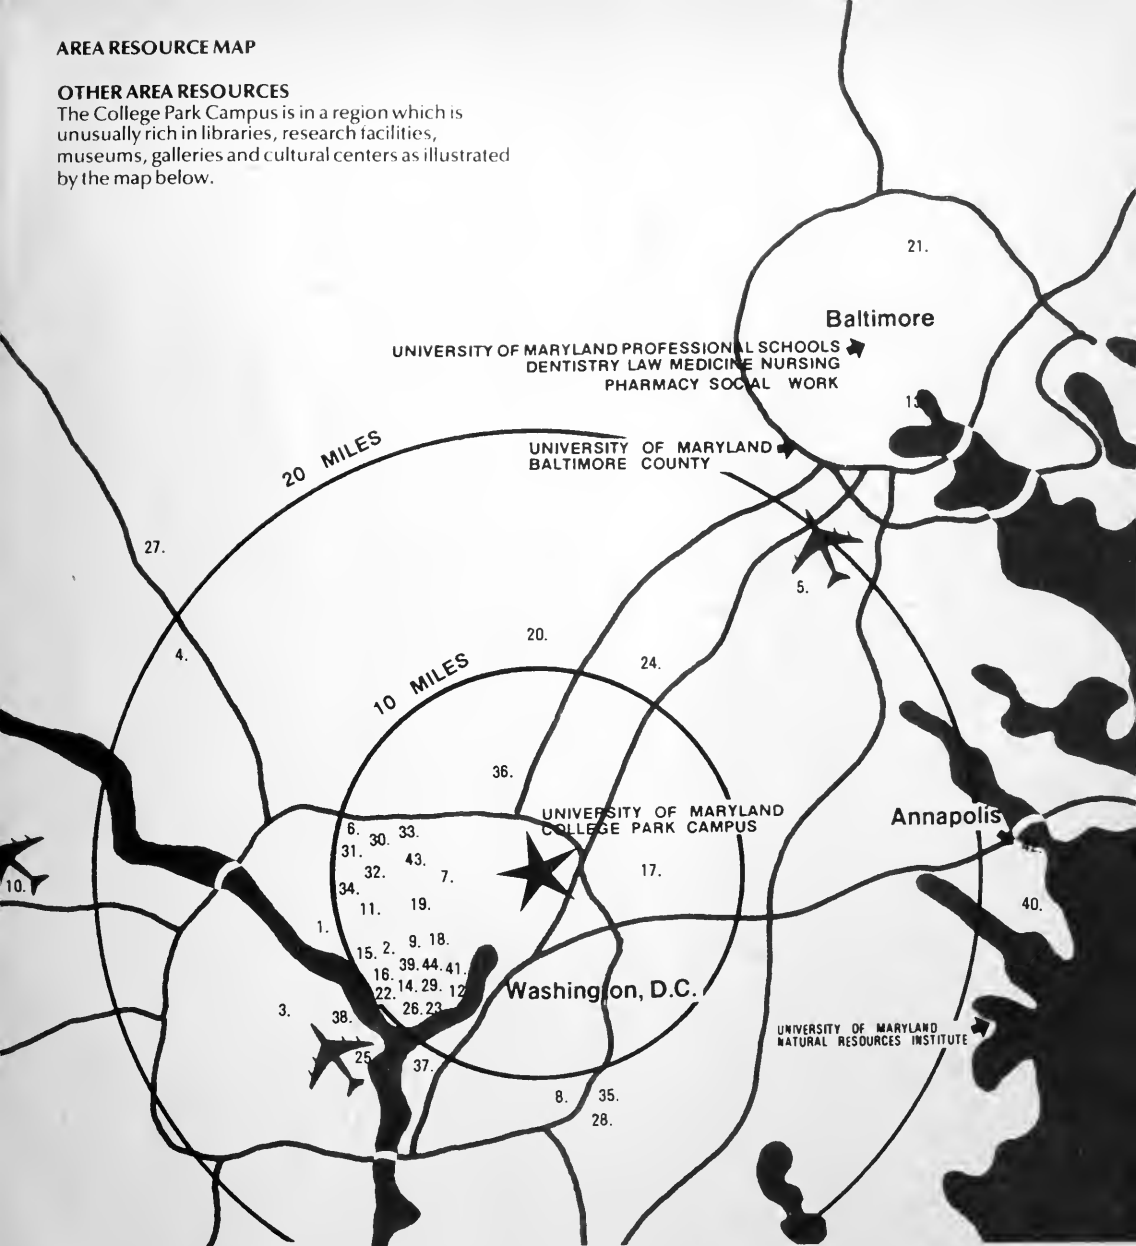 AREA RESOURCE MAP
OTHER AREA RESOURCES
The College Park Campus is in a region which is
unusually rich in libraries, research facilities,
museums, galleries and cultural centers as illustrated
by the map below.
21.
Baltimore
UNIVERSITY OF MARYLAND PROFESSIONAL SCHOOLS
DENTISTRY LAW MEDICINE NURSING
PHARMACY SOCIAL WORK
13
20 MILES
UNIVERSITY OF MARYLAND
BALTIMORE COUNTY
27.
5.
20.
4.
24.
10 MILES
36.
UNIVERSITY OF MARYLAND
COLLEGE PARK CAMPUS
Annapolis
6.
30.
33.
31.
43.
32.
7.
17.
10.
34.
11.
19.
40.
1.
15. 2. 9. 18.
39. 44. 41.
16.
14. 29. 12
22.
Washington, D.C.
26. 23
3.
38.
UNIVERSITY OF MARYLAND
NATURAL RESOURCES INSTITUTE
25
37.
8.
35.
28.